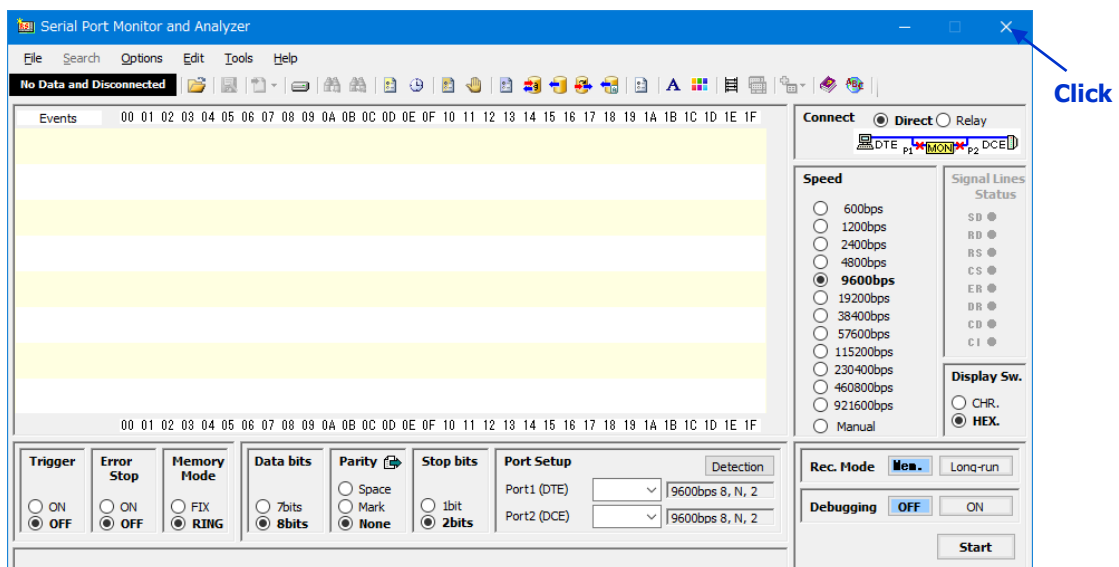 Serial Port Monitor and Analyzer
File Search Options Edit Tools Help
No Data and Disconnected
Click
Events 00 01 02 03 04 05 06 07 08 09 0A 0B 0C 0D 0E 0F 10 11 12 13 14 15 16 17 18 19 1A 1B 1C 1D 1E 1F
00 01 02 03 04 05 06 07 08 09 0A 0B 0C 0D 0E 0F 10 11 12 13 14 15 16 17 18 19 1A 1B 1C 1D 1E 1F
Connect Direct Relay
DTE P1 MON P2 DCE
Speed
600bps
1200bps
2400bps
4800bps
9600bps
19200bps
38400bps
57600bps
115200bps
230400bps
460800bps
921600bps
Manual
Signal Lines
Status
SD
RD
RS
CS
ER
DR
CD
CI
Display Sw.
CHR.
HEX.
Trigger
ON
OFF
Error
Stop
ON
OFF
Memory
Mode
FIX
RING
Data bits
7bits
8bits
Parity
Space
Mark
None
Stop bits
1bit
2bits
Port Setup Detection
Port1 (DTE) 9600bps 8, N, 2
Port2 (DCE) 9600bps 8, N, 2
Rec. Mode Mem. Long-run
Debugging OFF ON
Start